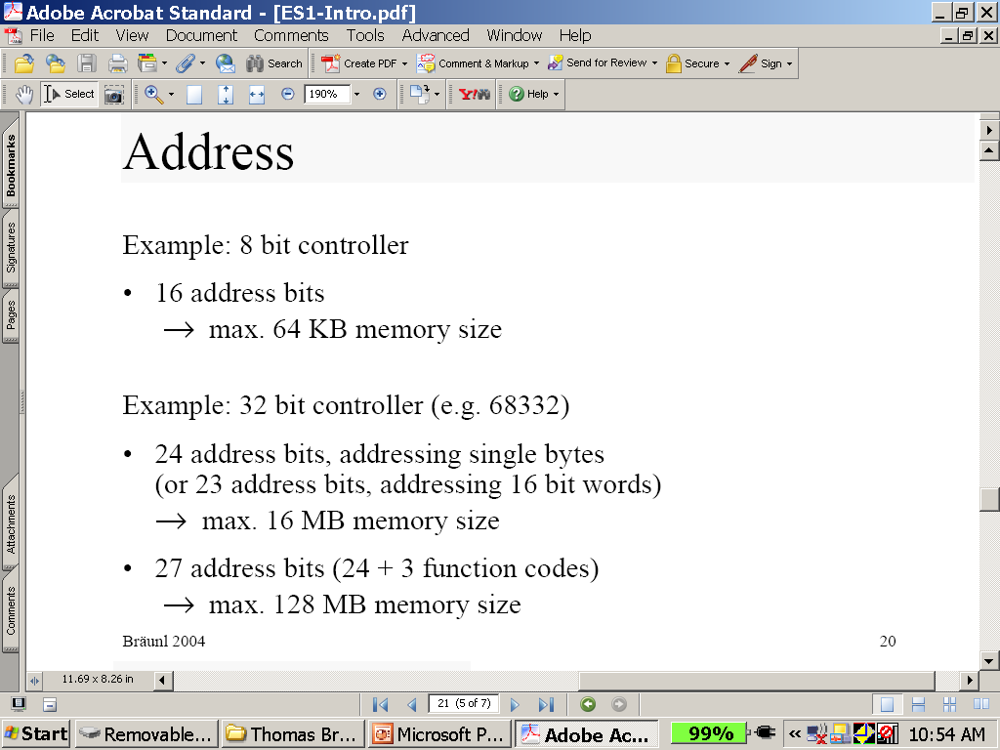 Adobe Acrobat Standard - [ES1-Intro.pdf]
File Edit View Document Comments Tools Advanced Window Help
Search Create PDF Comment & Markup Send for Review Secure Sign
Select 190% Y! Help
Bookmarks
Signatures
Pages
Attachments
Comments
Address
Example: 8 bit controller
• 16 address bits
→ max. 64 KB memory size
Example: 32 bit controller (e.g. 68332)
• 24 address bits, addressing single bytes
(or 23 address bits, addressing 16 bit words)
→ max. 16 MB memory size
• 27 address bits (24 + 3 function codes)
→ max. 128 MB memory size
Bräunl 2004 20
11.69 x 8.26 in
21 (5 of 7)
Start Removable... Thomas Br... Microsoft P... Adobe Ac... 99% « 10:54 AM